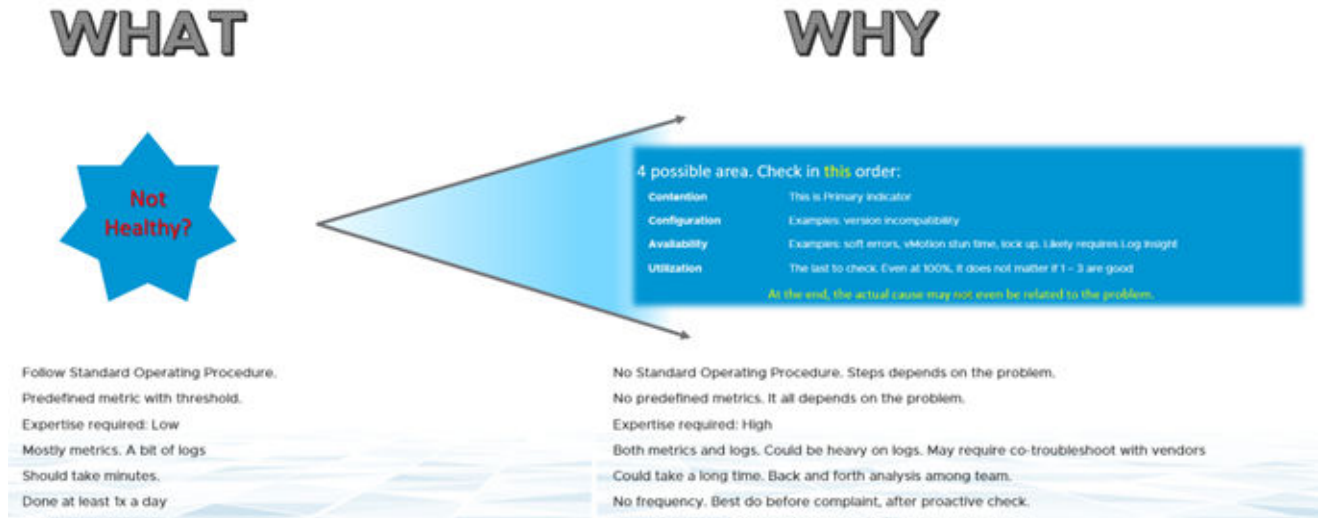 WHAT
WHY
Not
Healthy?
4 possible area. Check in this order:
Contention This is Primary indicator
Configuration Examples: version incompatibility
Availability Examples: soft errors, vMotion stun time, lock up. Likely requires Log Insight
Utilization The last to check. Even at 100%, it does not matter if 1 – 3 are good
At the end, the actual cause may not even be related to the problem.
Follow Standard Operating Procedure.
Predefined metric with threshold.
Expertise required: Low
Mostly metrics. A bit of logs
Should take minutes.
Done at least 1x a day
No Standard Operating Procedure. Steps depends on the problem.
No predefined metrics. It all depends on the problem.
Expertise required: High
Both metrics and logs. Could be heavy on logs. May require co-troubleshoot with vendors
Could take a long time. Back and forth analysis among team.
No frequency. Best do before complaint, after proactive check.